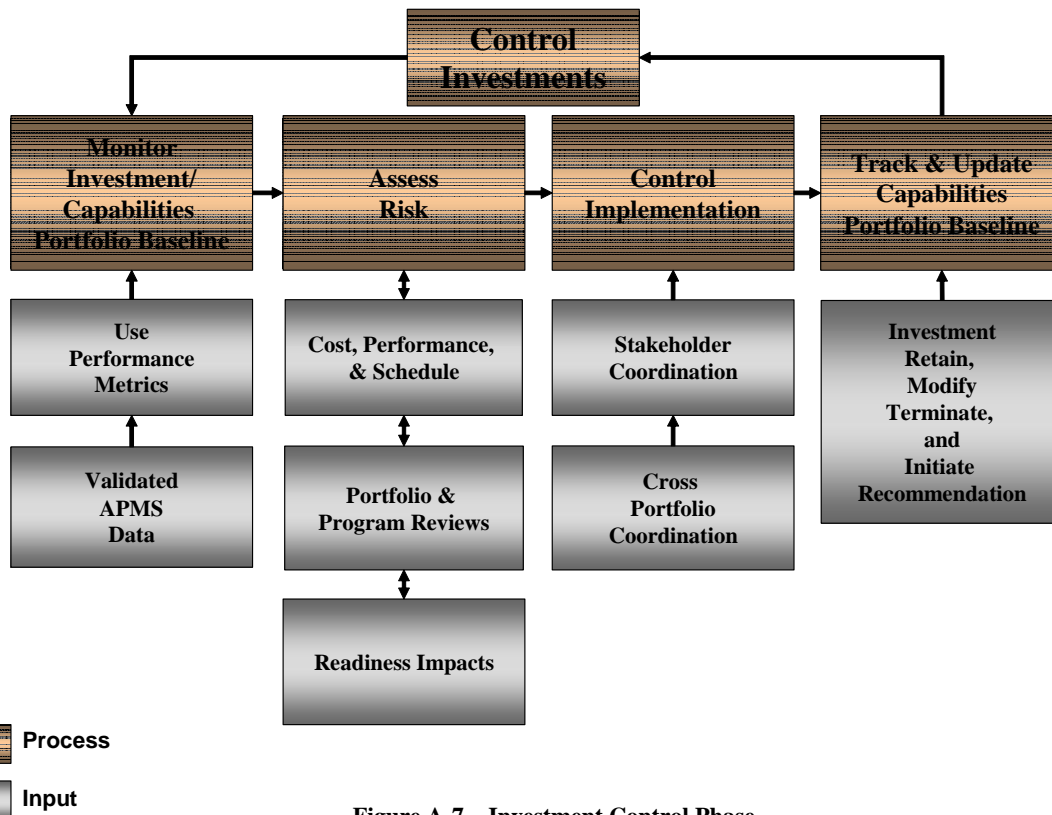 Control
Investments
Monitor
Investment/
Capabilities
Portfolio Baseline
Assess
Risk
Control
Implementation
Track & Update
Capabilities
Portfolio Baseline
Use
Performance
Metrics
Cost, Performance,
& Schedule
Stakeholder
Coordination
Investment
Retain,
Modify
Terminate,
and
Initiate
Recommendation
Validated
APMS
Data
Portfolio &
Program Reviews
Cross
Portfolio
Coordination
Readiness Impacts
Process
Input
Figure A-7 Investment Control Phase